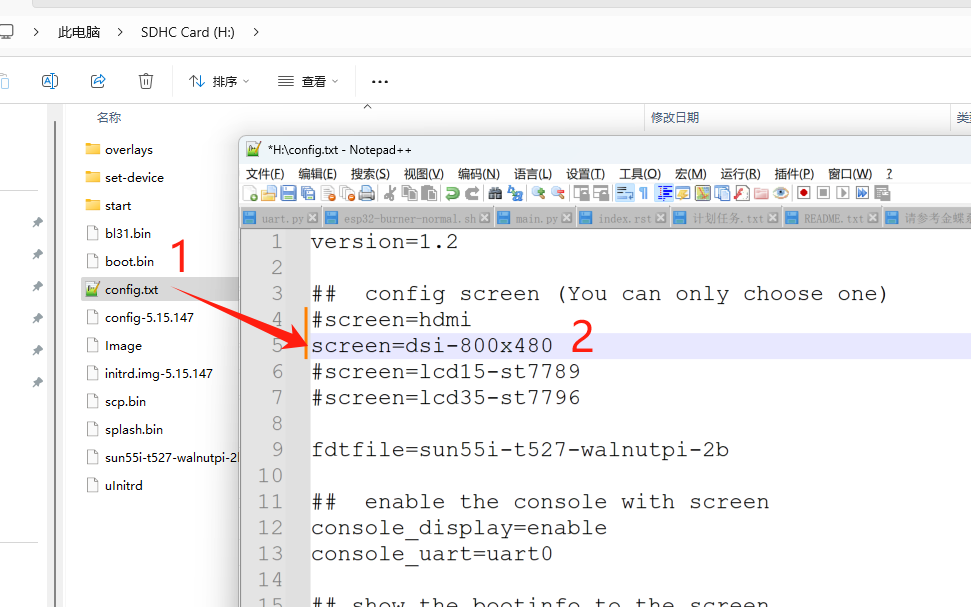 此电脑 > SDHC Card (H:) >
排序 查看 ...
名称 修改日期
overlays
set-device
start
bl31.bin
boot.bin
config.txt
config-5.15.147
Image
initrd.img-5.15.147
scp.bin
splash.bin
sun55i-t527-walnutpi-2
uInitrd
1
*H:\config.txt - Notepad++
文件(F) 编辑(E) 搜索(S) 视图(V) 编码(N) 语言(L) 设置(T) 工具(O) 宏(M) 运行(R) 插件(P) 窗口(W) ?
uart.py esp32-burner-normal.sh main.py index.rst 计划任务.txt README.txt 请参考金蝶
1 version=1.2
2
3 ##  config screen (You can only choose one)
4 #screen=hdmi
5 screen=dsi-800x480 2
6 #screen=lcd15-st7789
7 #screen=lcd35-st7796
8
9 fdtfile=sun55i-t527-walnutpi-2b
10
11 ##  enable the console with screen
12 console_display=enable
13 console_uart=uart0
14
15 ## show the bootinfo to the screen